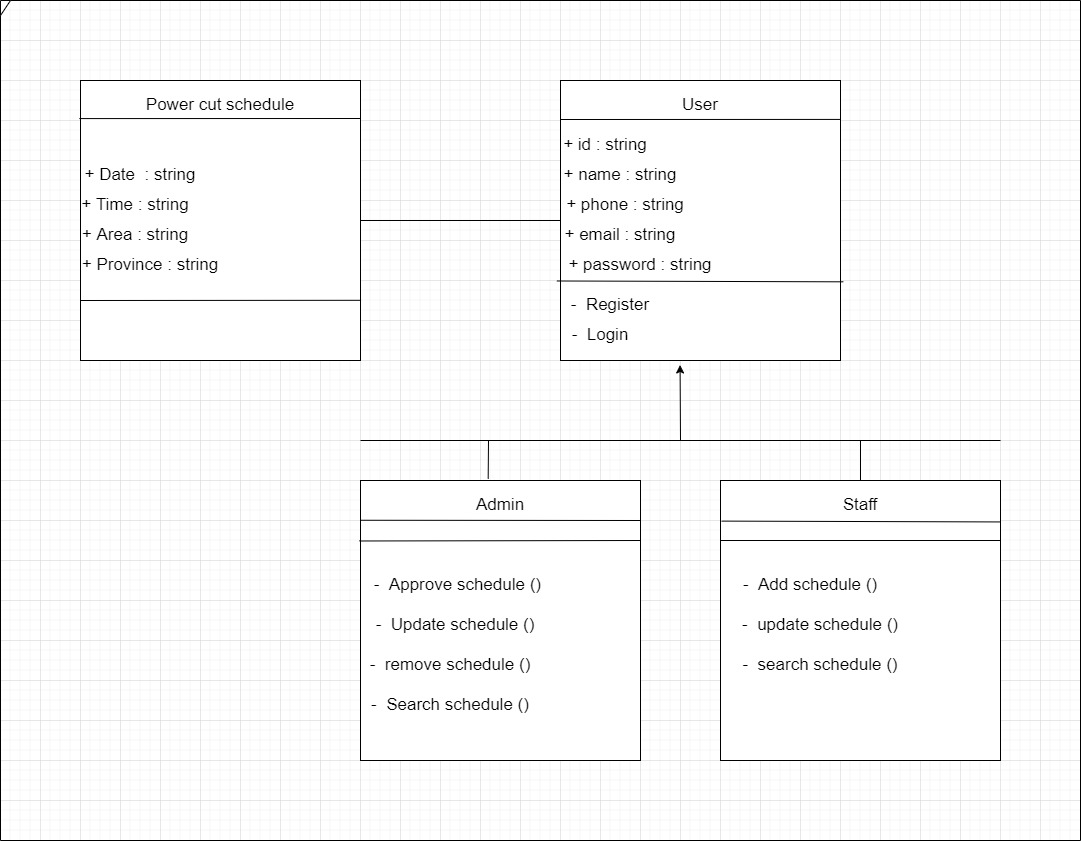 Power cut schedule
+ Date : string
+ Time : string
+ Area : string
+ Province : string
User
+ id : string
+ name : string
+ phone : string
+ email : string
+ password : string
- Register
- Login
Admin
- Approve schedule ()
- Update schedule ()
- remove schedule ()
- Search schedule ()
Staff
- Add schedule ()
- update schedule ()
- search schedule ()